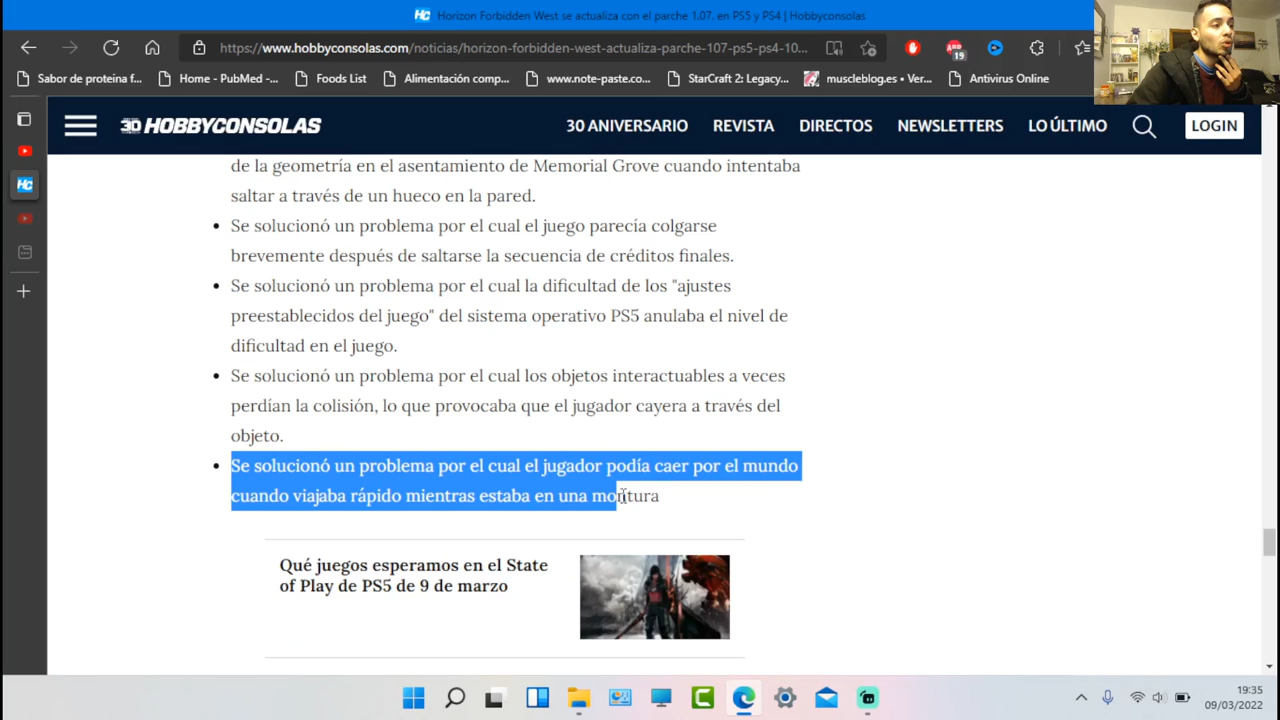 Horizon Forbidden West se actualiza con el parche 1.07. en PS5 y PS4 | Hobbyconsolas
https://www.hobbyconsolas.com/noticias/horizon-forbidden-west-actualiza-parche-107-ps5-ps4-10...
19
Sabor de proteina f...
Home - PubMed -...
Foods List
Alimentación comp...
www.note-paste.co...
StarCraft 2: Legacy...
muscleblog.es • Ver...
Antivirus Online
30 HOBBYCONSOLAS
30 ANIVERSARIO
REVISTA
DIRECTOS
NEWSLETTERS
LO ÚLTIMO
LOGIN
de la geometría en el asentamiento de Memorial Grove cuando intentaba
saltar a través de un hueco en la pared.
Se solucionó un problema por el cual el juego parecía colgarse
brevemente después de saltarse la secuencia de créditos finales.
Se solucionó un problema por el cual la dificultad de los "ajustes
preestablecidos del juego" del sistema operativo PS5 anulaba el nivel de
dificultad en el juego.
Se solucionó un problema por el cual los objetos interactuables a veces
perdían la colisión, lo que provocaba que el jugador cayera a través del
objeto.
Se solucionó un problema por el cual el jugador podía caer por el mundo
cuando viajaba rápido mientras estaba en una montura
Qué juegos esperamos en el State
of Play de PS5 de 9 de marzo
19:35
09/03/2022